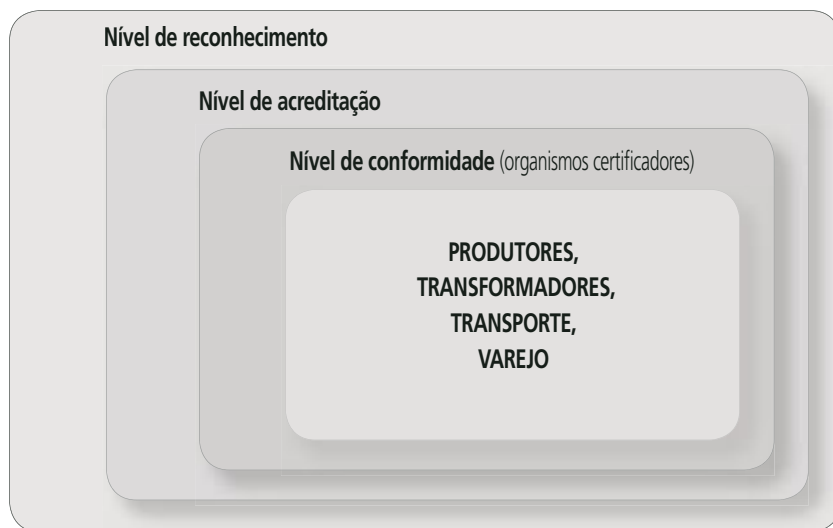 Nível de reconhecimento
Nível de acreditação
Nível de conformidade (organismos certificadores)
PRODUTORES,
TRANSFORMADORES,
TRANSPORTE,
VAREJO